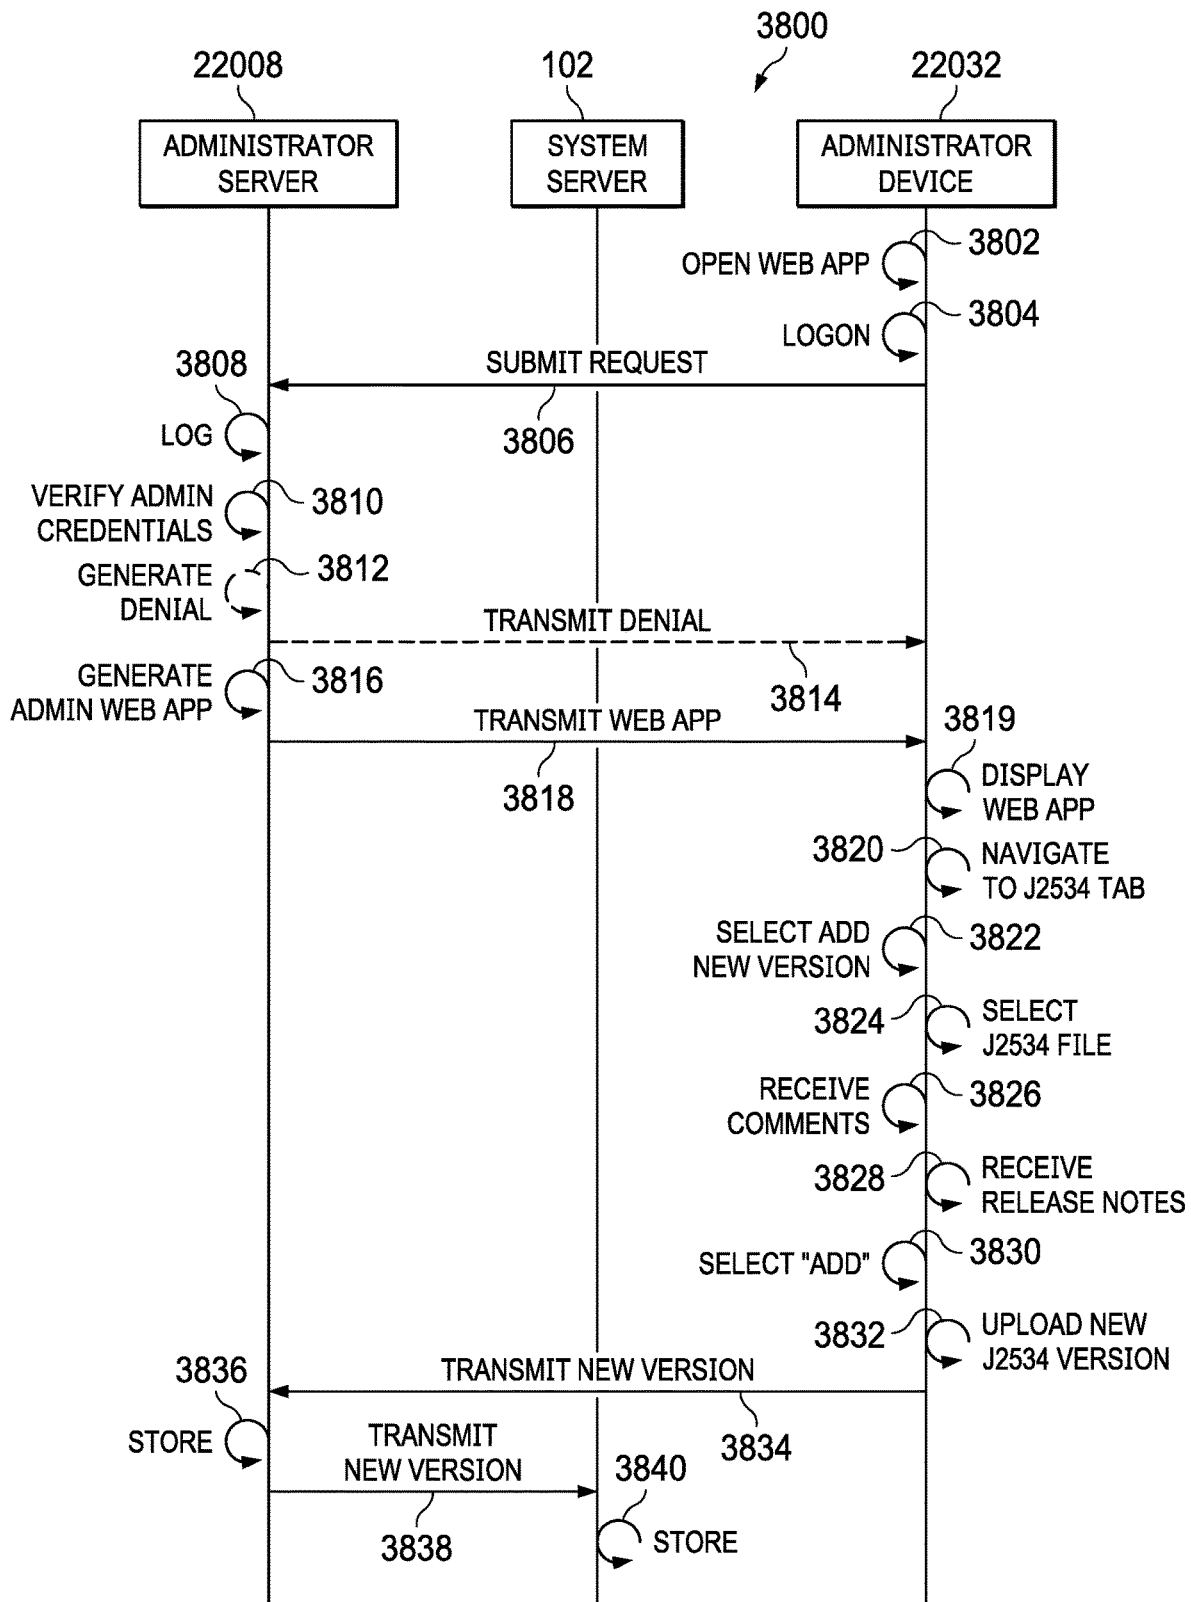 3800
22008
102
22032
ADMINISTRATOR
SERVER
SYSTEM
SERVER
ADMINISTRATOR
DEVICE
3802
OPEN WEB APP
3804
LOGON
SUBMIT REQUEST
3806
3808
LOG
VERIFY ADMIN
CREDENTIALS
3810
GENERATE
DENIAL
3812
TRANSMIT DENIAL
3814
GENERATE
ADMIN WEB APP
3816
TRANSMIT WEB APP
3818
3819
DISPLAY
WEB APP
3820
NAVIGATE
TO J2534 TAB
SELECT ADD
NEW VERSION
3822
3824
SELECT
J2534 FILE
RECEIVE
COMMENTS
3826
3828
RECEIVE
RELEASE NOTES
SELECT "ADD"
3830
3832
UPLOAD NEW
J2534 VERSION
TRANSMIT NEW VERSION
3834
3836
STORE
TRANSMIT
NEW VERSION
3838
3840
STORE